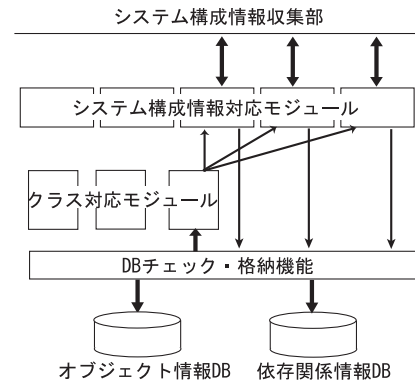 システム構成情報収集部
システム構成情報対応モジュール
クラス対応モジュール
DBチェック・格納機能
オブジェクト情報DB
依存関係情報DB